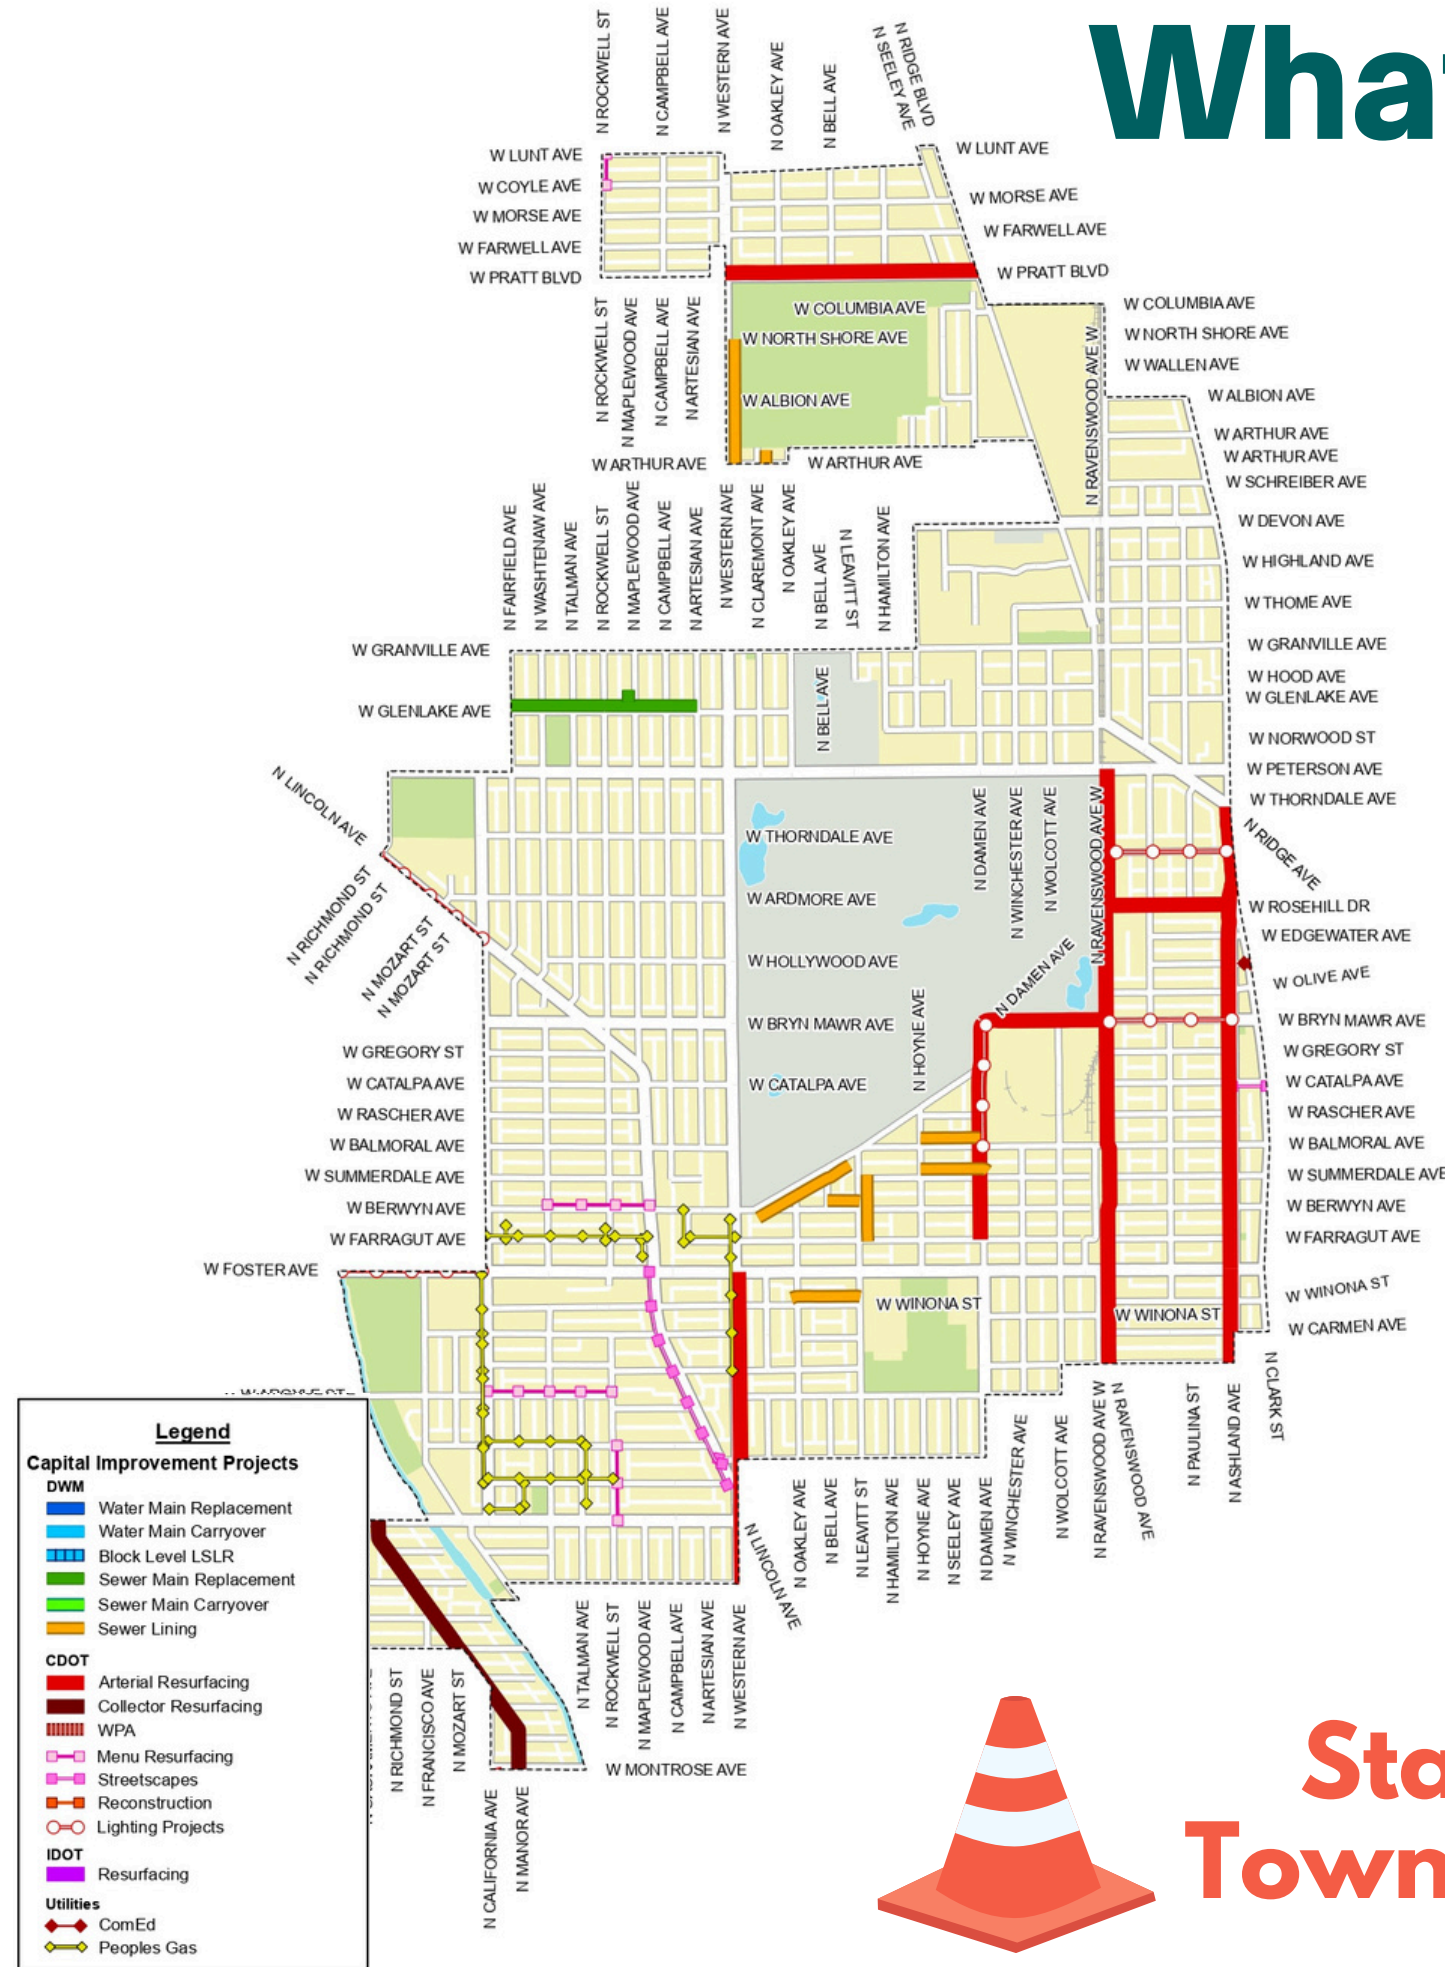 What
N ROCKWELL ST
N CAMPBELL AVE
N WESTERN AVE
N OAKLEY AVE
N BELL AVE
N SEELEY AVE
N RIDGE BLVD
W LUNT AVE
W COYLE AVE
W MORSE AVE
W FARWELL AVE
W PRATT BLVD
W LUNT AVE
W MORSE AVE
W FARWELL AVE
W PRATT BLVD
W COLUMBIA AVE
W NORTH SHORE AVE
W ALBION AVE
W ARTHUR AVE
W ARTHUR AVE
N ROCKWELL ST
N MAPLEWOOD AVE
N CAMPBELL AVE
N ARTESIAN AVE
N RAVENSWOOD AVE W
W COLUMBIA AVE
W NORTH SHORE AVE
W WALLEN AVE
W ALBION AVE
W ARTHUR AVE
W ARTHUR AVE
W SCHREIBER AVE
W DEVON AVE
W HIGHLAND AVE
W THOME AVE
W GRANVILLE AVE
W HOOD AVE
W GLENLAKE AVE
W NORWOOD ST
W PETERSON AVE
W THORNDALE AVE
N RIDGE AVE
W ROSEHILL DR
W EDGEWATER AVE
W OLIVE AVE
W BRYN MAWR AVE
W GREGORY ST
W CATALPA AVE
W RASCHER AVE
W BALMORAL AVE
W SUMMERDALE AVE
W BERWYN AVE
W FARRAGUT AVE
W WINONA ST
W CARMEN AVE
N FAIRFIELD AVE
N WASHTENAW AVE
N TALMAN AVE
N ROCKWELL ST
N MAPLEWOOD AVE
N CAMPBELL AVE
N ARTESIAN AVE
N WESTERN AVE
N CLAREMONT AVE
N OAKLEY AVE
N BELL AVE
N LEAVITT ST
N HAMILTON AVE
W GRANVILLE AVE
W GLENLAKE AVE
N BELL AVE
N LINCOLN AVE
N RICHMOND ST
N RICHMOND ST
N MOZART ST
N MOZART ST
W THORNDALE AVE
W ARDMORE AVE
W HOLLYWOOD AVE
W BRYN MAWR AVE
W CATALPA AVE
N HOYNE AVE
N DAMEN AVE
N WINCHESTER AVE
N WOLCOTT AVE
N RAVENSWOOD AVE W
N DAMEN AVE
W GREGORY ST
W CATALPA AVE
W RASCHER AVE
W BALMORAL AVE
W SUMMERDALE AVE
W BERWYN AVE
W FARRAGUT AVE
W FOSTER AVE
W WINONA ST
W WINONA ST
N OAKLEY AVE
N BELL AVE
N LEAVITT ST
N HAMILTON AVE
N HOYNE AVE
N SEELEY AVE
N DAMEN AVE
N WINCHESTER AVE
N WOLCOTT AVE
N RAVENSWOOD AVE W
N RAVENSWOOD AVE
N PAULINA ST
N ASHLAND AVE
N CLARK ST
N LINCOLN AVE
N TALMAN AVE
N ROCKWELL ST
N MAPLEWOOD AVE
N CAMPBELL AVE
N ARTESIAN AVE
N WESTERN AVE
N RICHMOND ST
N FRANCISCO AVE
N MOZART ST
N CALIFORNIA AVE
N MANOR AVE
W MONTROSE AVE
Legend
Capital Improvement Projects
DWM
Water Main Replacement
Water Main Carryover
Block Level LSLR
Sewer Main Replacement
Sewer Main Carryover
Sewer Lining
CDOT
Arterial Resurfacing
Collector Resurfacing
WPA
Menu Resurfacing
Streetscapes
Reconstruction
Lighting Projects
IDOT
Resurfacing
Utilities
ComEd
Peoples Gas
Sta
Town